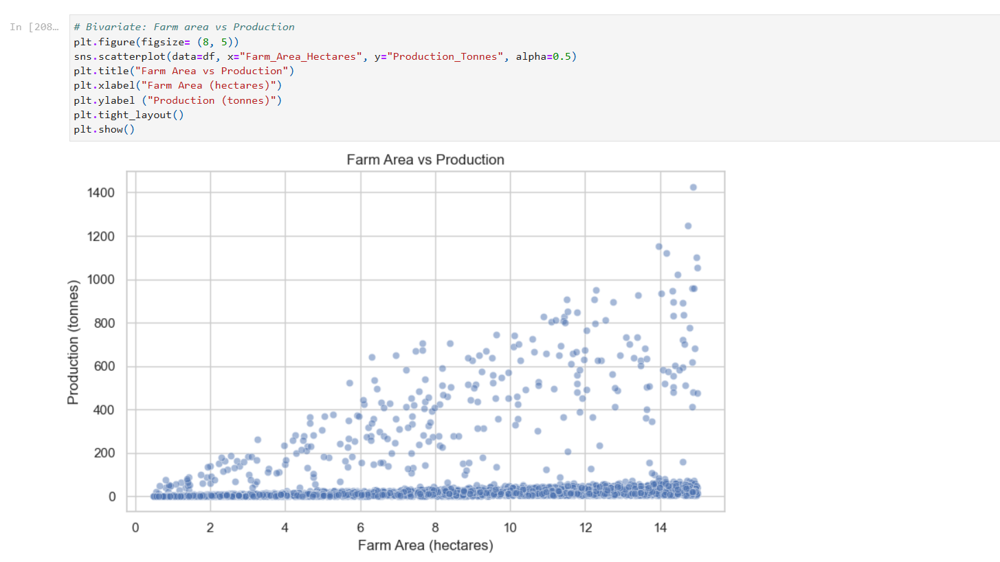 In [208…
# Bivariate: Farm area vs Production
plt.figure(figsize= (8, 5))
sns.scatterplot(data=df, x="Farm_Area_Hectares", y="Production_Tonnes", alpha=0.5)
plt.title("Farm Area vs Production")
plt.xlabel("Farm Area (hectares)")
plt.ylabel ("Production (tonnes)")
plt.tight_layout()
plt.show()
Farm Area vs Production
1400
1200
1000
800
600
400
200
0
Production (tonnes)
0 2 4 6 8 10 12 14
Farm Area (hectares)